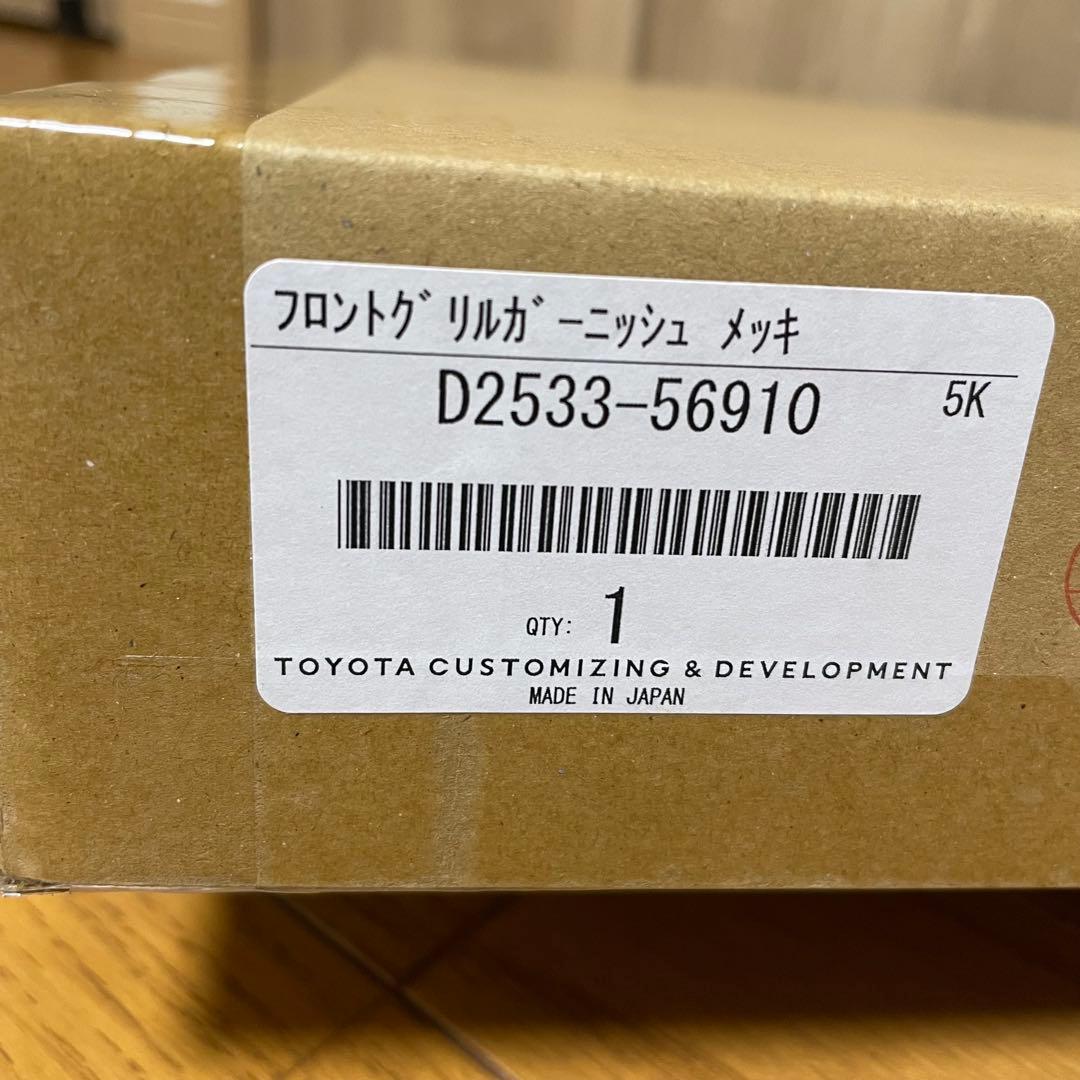 フロントグリルガーニッシュ メッキ
D2533-56910 5K
QTY: 1
TOYOTA CUSTOMIZING & DEVELOPMENT
MADE IN JAPAN